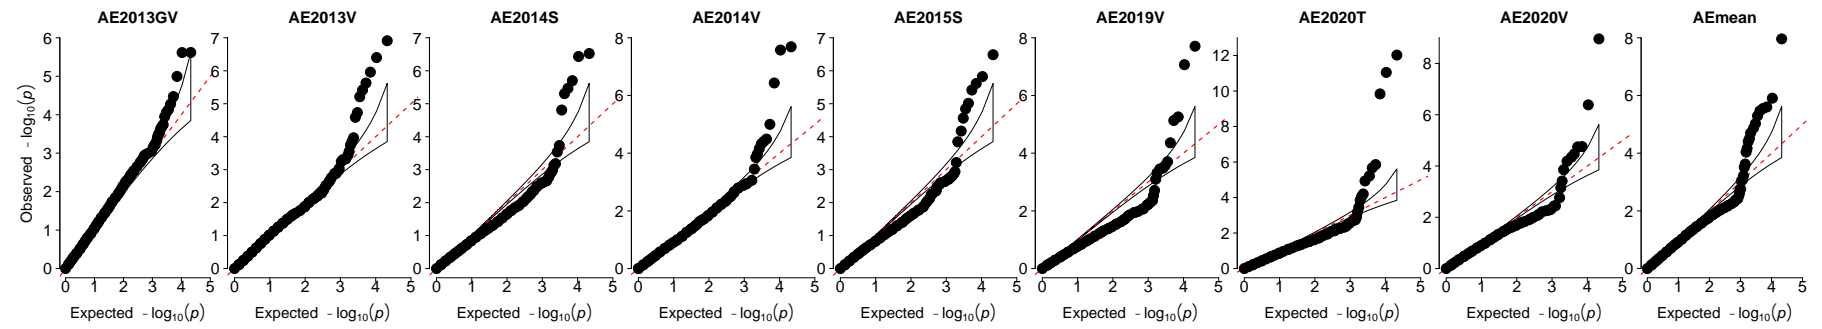 AE2013GV AE2013V AE2014S AE2014V AE2015S AE2019V AE2020T AE2020V AEmean
Observed −log10(p)
6 5 4 3 2 1 0
7 6 5 4 3 2 1 0
7 6 5 4 3 2 1 0
8 6 4 2 0
7 6 5 4 3 2 1 0
8 6 4 2 0
12 10 8 6 4 2 0
8 6 4 2 0
8 6 4 2 0
0 1 2 3 4 5 0 1 2 3 4 5 0 1 2 3 4 5 0 1 2 3 4 5 0 1 2 3 4 5 0 1 2 3 4 5 0 1 2 3 4 5 0 1 2 3 4 5 0 1 2 3 4 5
Expected −log10(p) Expected −log10(p) Expected −log10(p) Expected −log10(p) Expected −log10(p) Expected −log10(p) Expected −log10(p) Expected −log10(p) Expected −log10(p)